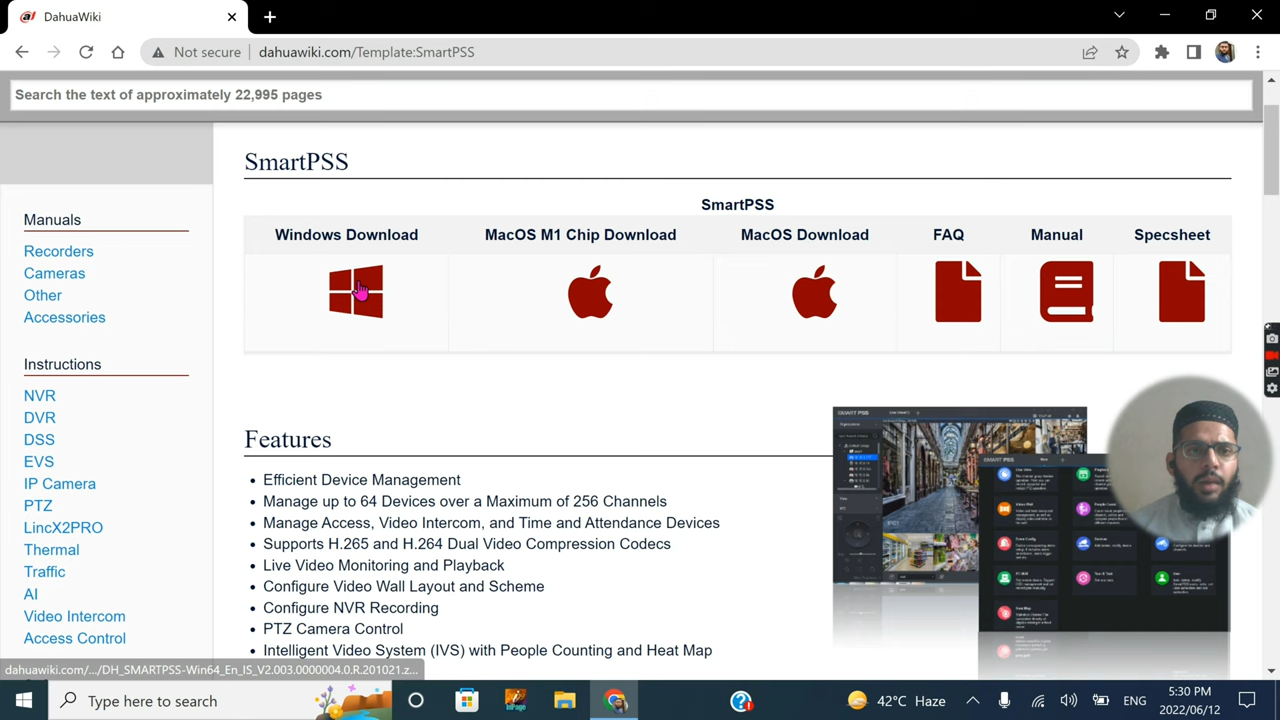 DahuaWiki
Not secure
dahuawiki.com/Template:SmartPSS
Search the text of approximately 22,995 pages
SmartPSS
SmartPSS
Windows Download
MacOS M1 Chip Download
MacOS Download
FAQ
Manual
Specsheet
Manuals
Recorders
Cameras
Other
Accessories
Instructions
NVR
DVR
DSS
EVS
IP Camera
PTZ
LincX2PRO
Thermal
Traffic
AI
Video Intercom
Access Control
Features
Efficient Device Management
Manage up to 64 Devices over a Maximum of 256 Channels
Manage Access, Video Intercom, and Time and Attendance Devices
Supports H.265 and H.264 Dual Video Compression Codecs
Live Video Monitoring and Playback
Configure Video Wall Layout and Scheme
Configure NVR Recording
PTZ Camera Control
Intelligent Video System (IVS) with People Counting and Heat Map
SMART PSS
SMART PSS
dahuawiki.com/.../DH_SMARTPSS-Win64_En_IS_V2.003.0000004.0.R.201021.z...
Type here to search
42°C Haze
ENG
5:30 PM
2022/06/12